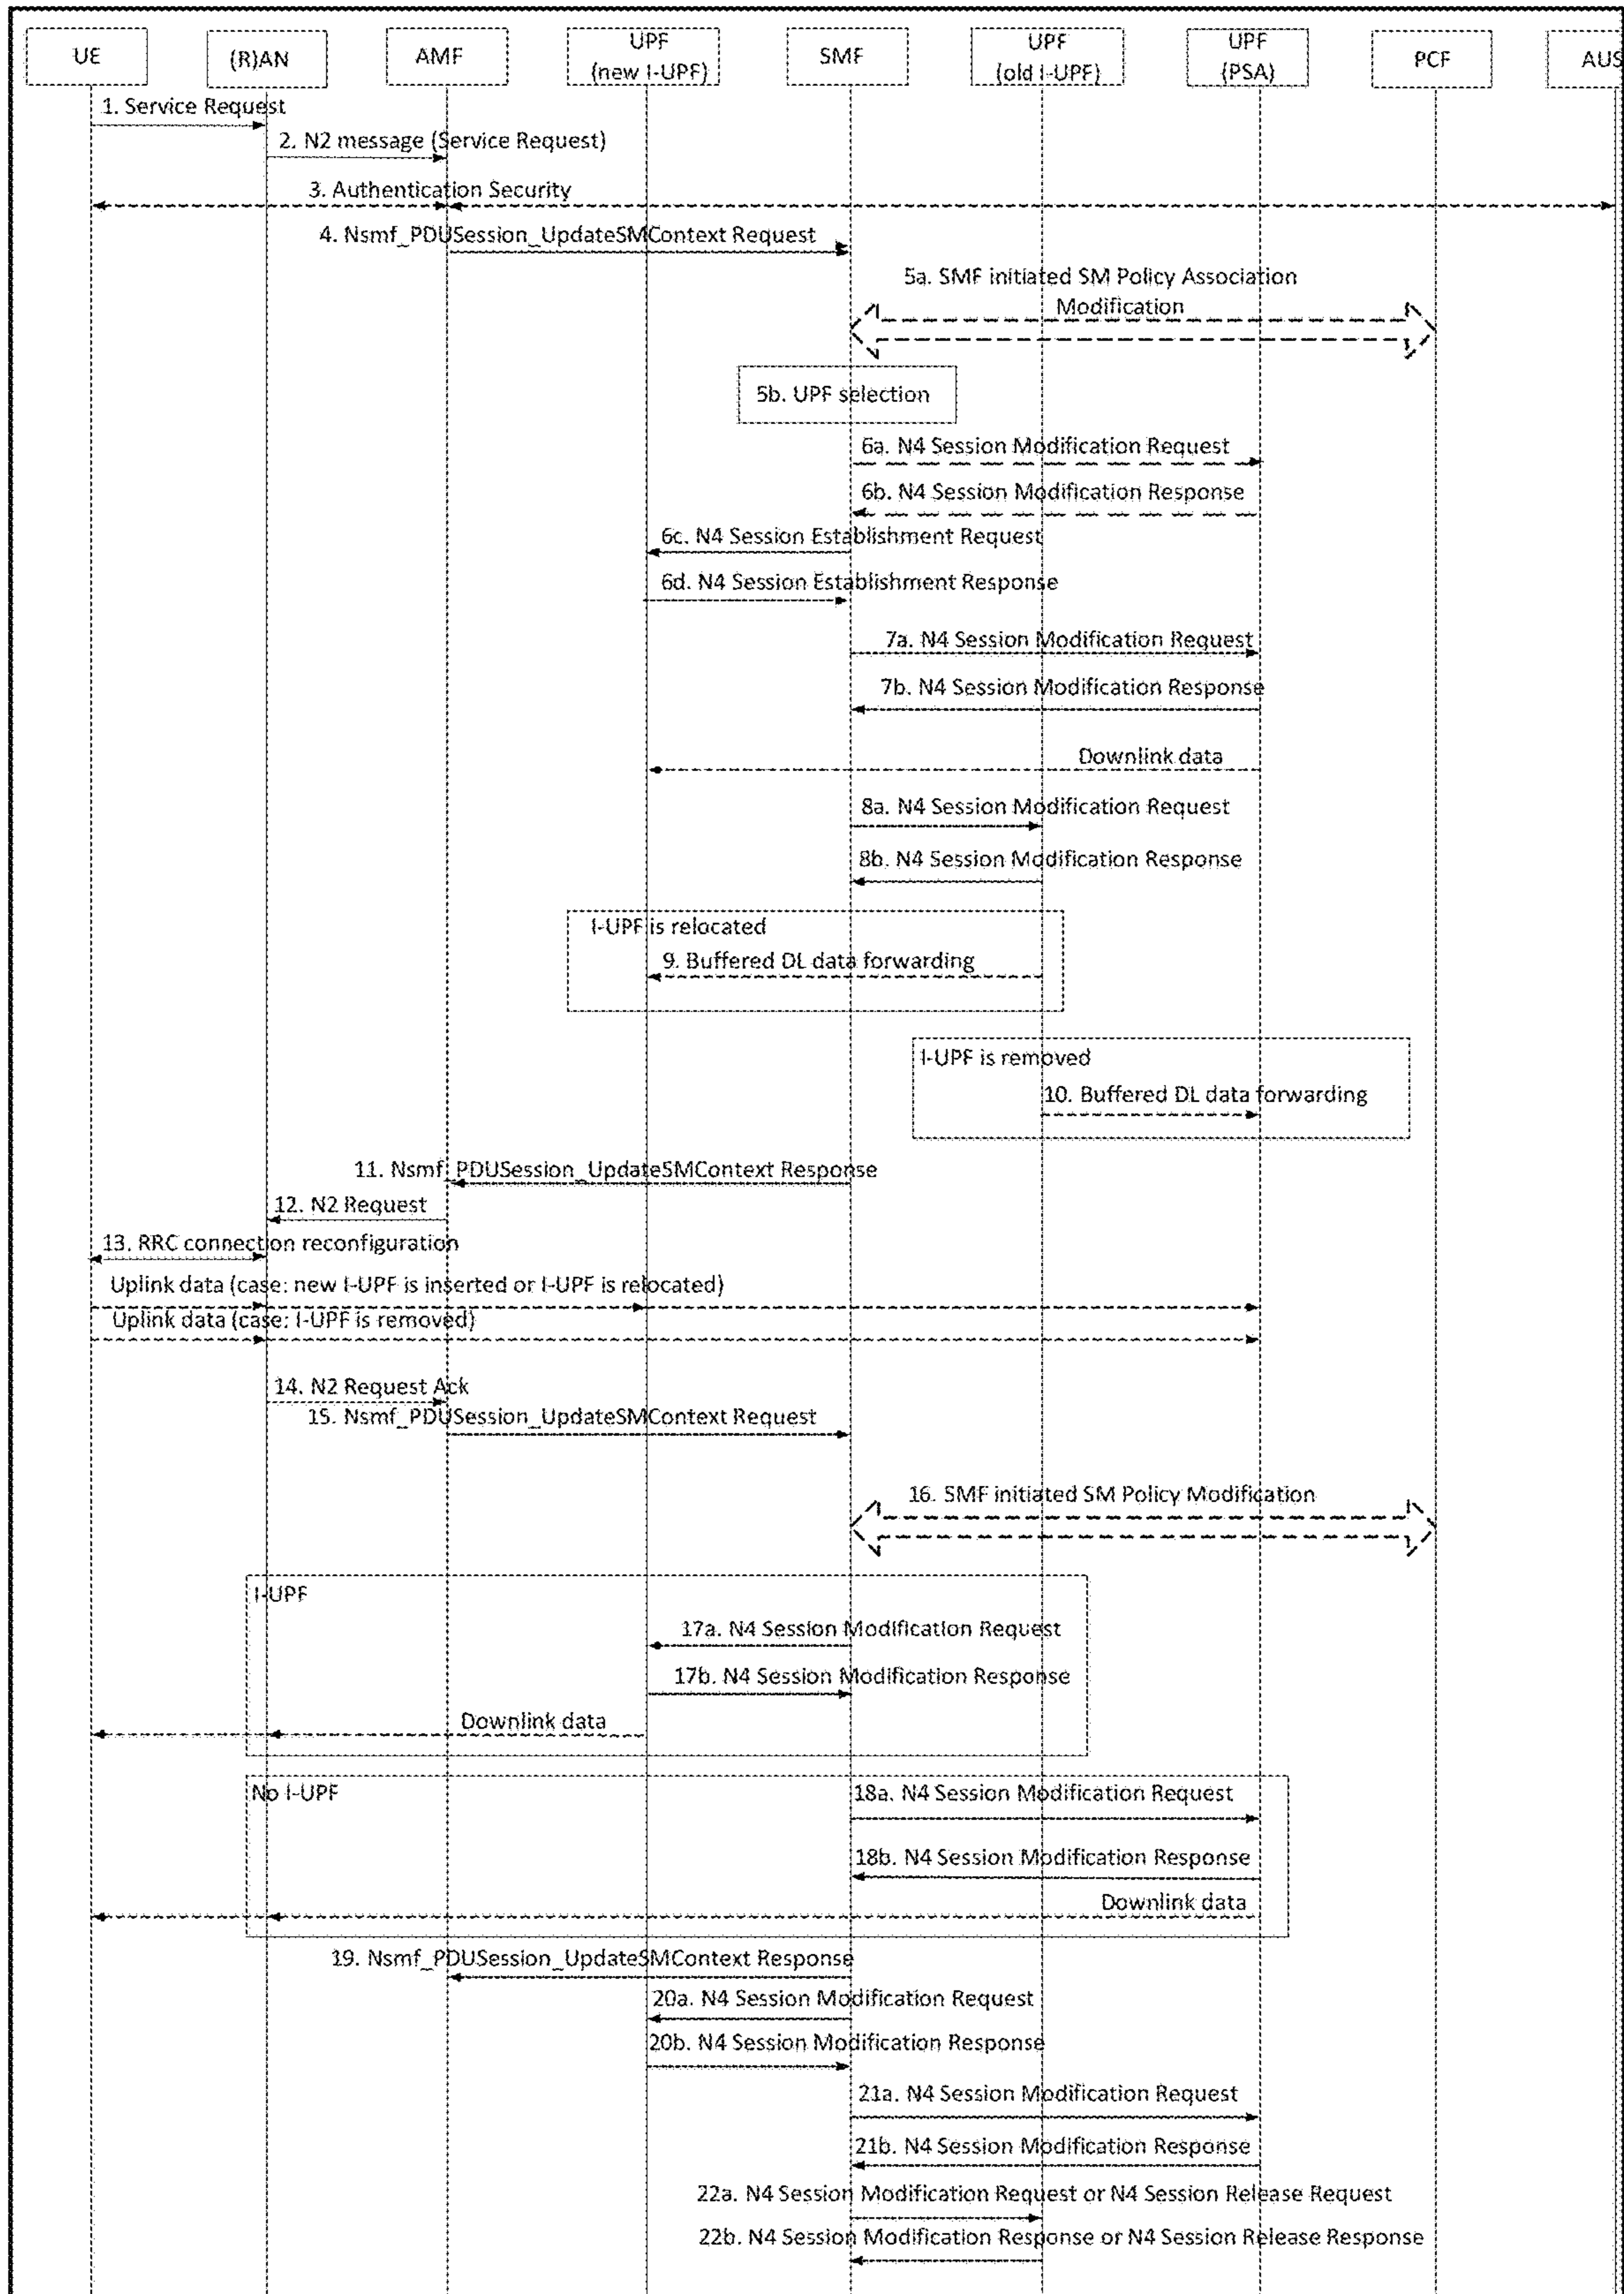 UE
(R)AN
AMF
UPF
(new I-UPF)
SMF
UPF
(old I-UPF)
UPF
(PSA)
PCF
AUS
1. Service Request
2. N2 message (Service Request)
3. Authentication Security
4. Nsmf_PDUSession_UpdateSMContext Request
5a. SMF initiated SM Policy Association
Modification
5b. UPF selection
6a. N4 Session Modification Request
6b. N4 Session Modification Response
6c. N4 Session Establishment Request
6d. N4 Session Establishment Response
7a. N4 Session Modification Request
7b. N4 Session Modification Response
Downlink data
8a. N4 Session Modification Request
8b. N4 Session Modification Response
I-UPF is relocated
9. Buffered DL data forwarding
I-UPF is removed
10. Buffered DL data forwarding
11. Nsmf_PDUSession_UpdateSMContext Response
12. N2 Request
13. RRC connection reconfiguration
Uplink data (case: new I-UPF is inserted or I-UPF is relocated)
Uplink data (case: I-UPF is removed)
14. N2 Request Ack
15. Nsmf_PDUSession_UpdateSMContext Request
16. SMF initiated SM Policy Modification
I-UPF
17a. N4 Session Modification Request
17b. N4 Session Modification Response
Downlink data
No I-UPF
18a. N4 Session Modification Request
18b. N4 Session Modification Response
Downlink data
19. Nsmf_PDUSession_UpdateSMContext Response
20a. N4 Session Modification Request
20b. N4 Session Modification Response
21a. N4 Session Modification Request
21b. N4 Session Modification Response
22a. N4 Session Modification Request or N4 Session Release Request
22b. N4 Session Modification Response or N4 Session Release Response